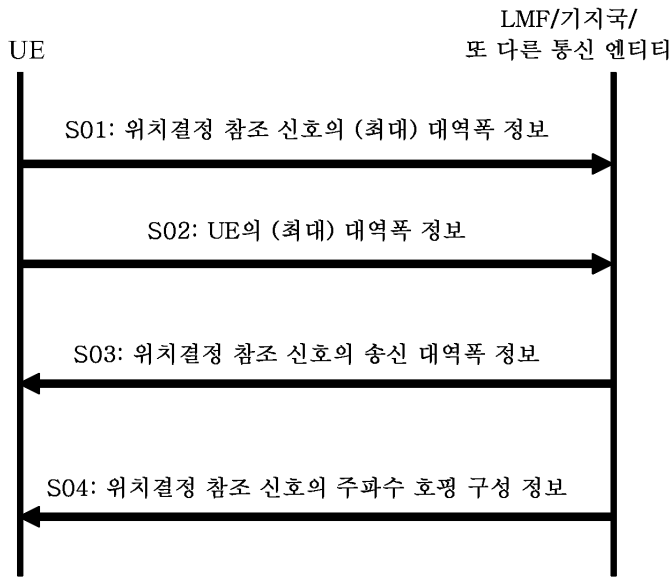 UE
LMF/기지국/
또 다른 통신 엔티티
S01: 위치결정 참조 신호의 (최대) 대역폭 정보
S02: UE의 (최대) 대역폭 정보
S03: 위치결정 참조 신호의 송신 대역폭 정보
S04: 위치결정 참조 신호의 주파수 호핑 구성 정보